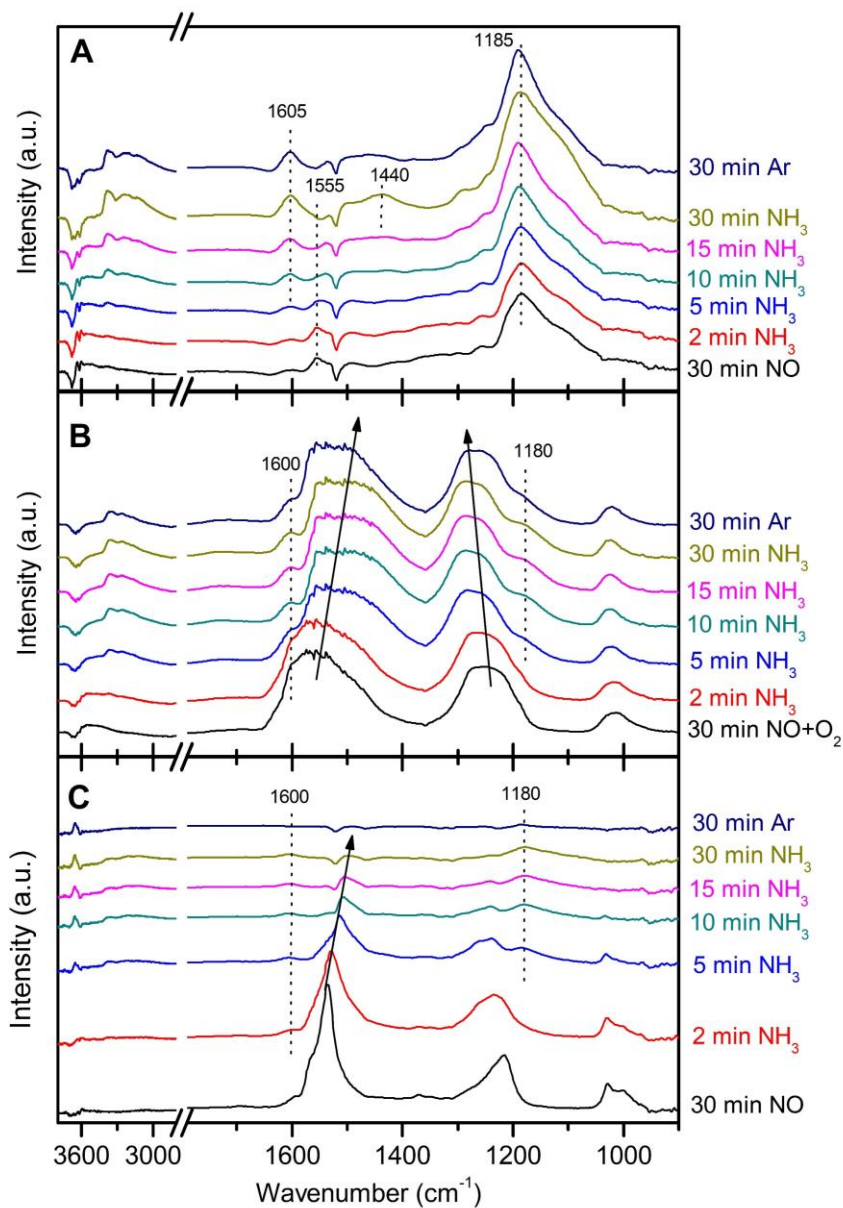 A
1185
1605
1555
1440
30 min Ar
30 min NH₃
15 min NH₃
10 min NH₃
5 min NH₃
2 min NH₃
30 min NO
Intensity (a.u.)
B
1600
1180
30 min Ar
30 min NH₃
15 min NH₃
10 min NH₃
5 min NH₃
2 min NH₃
30 min NO+O₂
Intensity (a.u.)
C
1600
1180
30 min Ar
30 min NH₃
15 min NH₃
10 min NH₃
5 min NH₃
2 min NH₃
30 min NO
Intensity (a.u.)
3600 3000 1600 1400 1200 1000
Wavenumber (cm⁻¹)